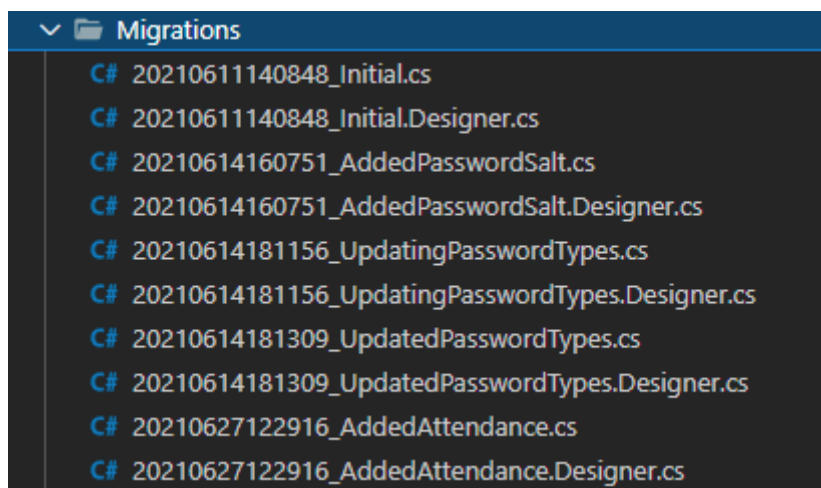 Migrations
C# 20210611140848_Initial.cs
C# 20210611140848_Initial.Designer.cs
C# 20210614160751_AddedPasswordSalt.cs
C# 20210614160751_AddedPasswordSalt.Designer.cs
C# 20210614181156_UpdatingPasswordTypes.cs
C# 20210614181156_UpdatingPasswordTypes.Designer.cs
C# 20210614181309_UpdatedPasswordTypes.cs
C# 20210614181309_UpdatedPasswordTypes.Designer.cs
C# 20210627122916_AddedAttendance.cs
C# 20210627122916_AddedAttendance.Designer.cs